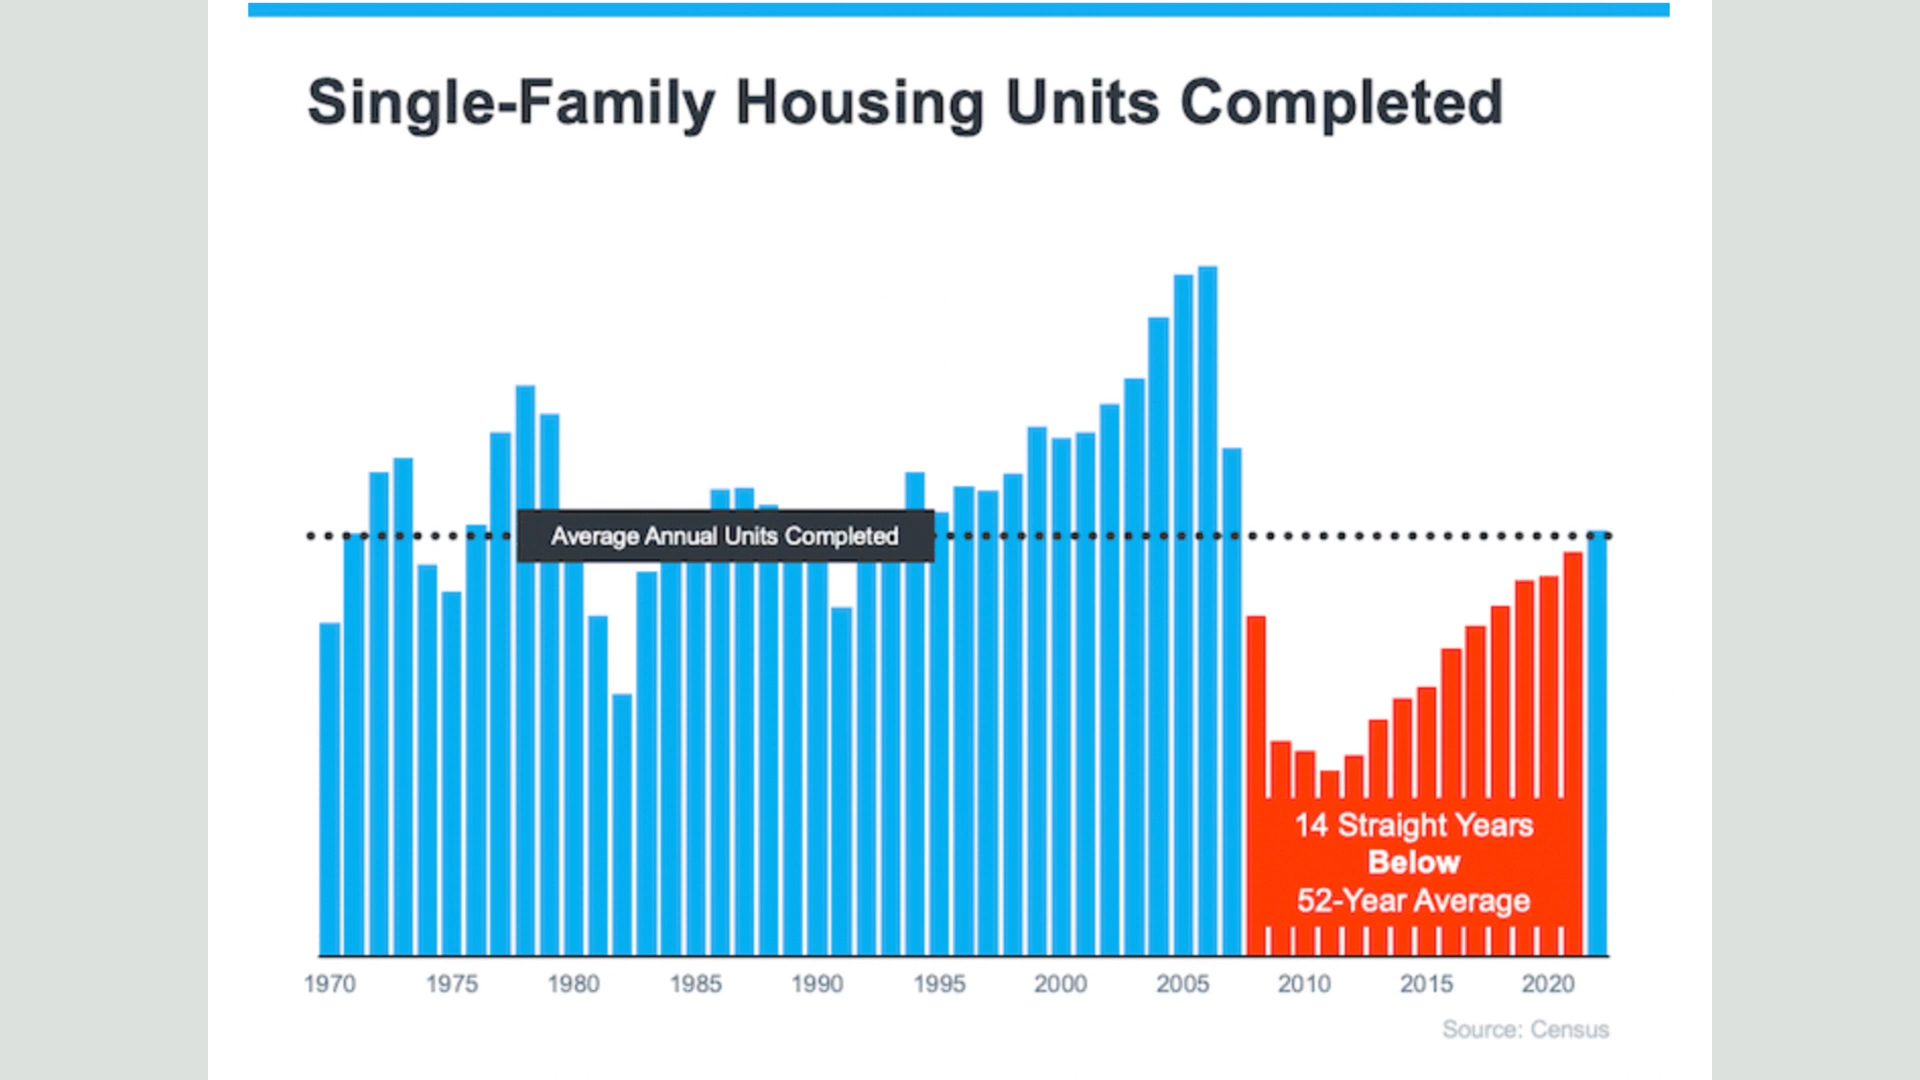 Single-Family Housing Units Completed
Average Annual Units Completed
14 Straight Years
Below
52-Year Average
1970 1975 1980 1985 1990 1995 2000 2005 2010 2015 2020
Source: Census